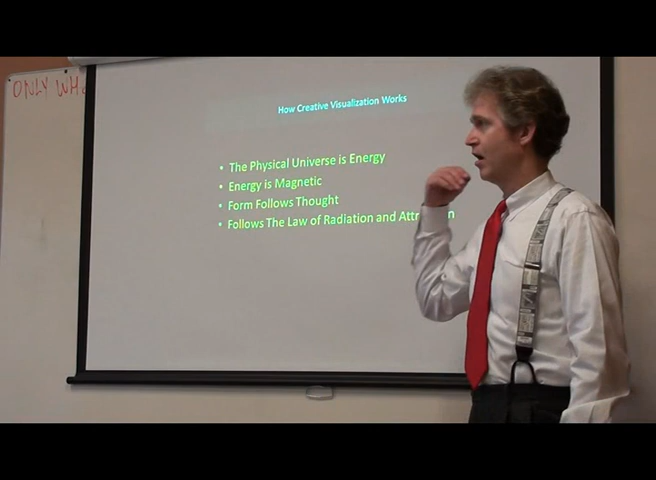 ONLY
How Creative Visualization Works
• The Physical Universe is Energy
• Energy is Magnetic
• Form Follows Thought
• Follows The Law of Radiation and